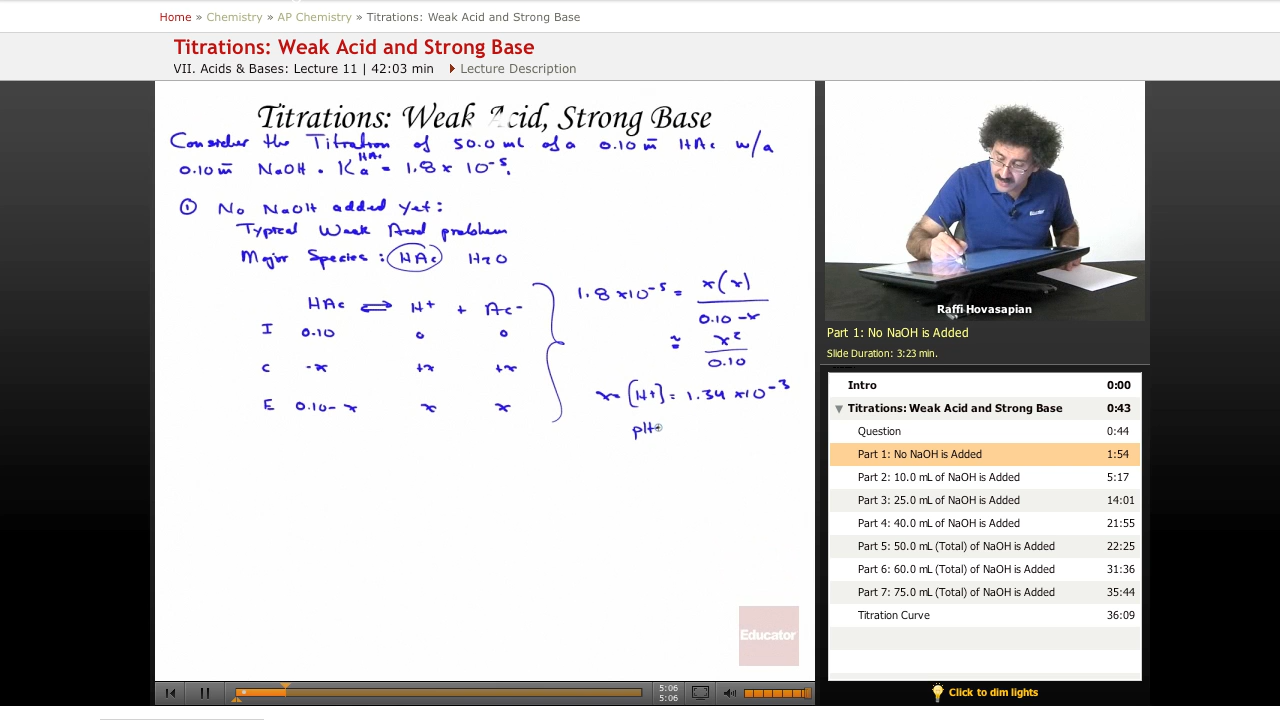 Home » Chemistry » AP Chemistry » Titrations: Weak Acid and Strong Base
Titrations: Weak Acid and Strong Base
VII. Acids & Bases: Lecture 11 | 42:03 min Lecture Description
Titrations: Weak Acid, Strong Base
Consider the Titration of 50.0 mL of a 0.10 m HAc w/a
0.10 m NaOH. Ka HAc = 1.8 x 10-5.
① No NaOH added yet:
Typical Weak Acid problem
Major Species: HAc H2O
HAc ⇌ H+ + Ac-
I 0.10 0 0
C -x +x +x
E 0.10-x x x
1.8 x10-5 = x(x)
0.10 -x
≈ x2
0.10
x= [H+] = 1.34 x10-3
pH=
Educator
Raffi Hovasapian
Part 1: No NaOH is Added
Slide Duration: 3:23 min.
Intro 0:00
Titrations: Weak Acid and Strong Base 0:43
Question 0:44
Part 1: No NaOH is Added 1:54
Part 2: 10.0 mL of NaOH is Added 5:17
Part 3: 25.0 mL of NaOH is Added 14:01
Part 4: 40.0 mL of NaOH is Added 21:55
Part 5: 50.0 mL (Total) of NaOH is Added 22:25
Part 6: 60.0 mL (Total) of NaOH is Added 31:36
Part 7: 75.0 mL (Total) of NaOH is Added 35:44
Titration Curve 36:09
5:06
5:06
Click to dim lights